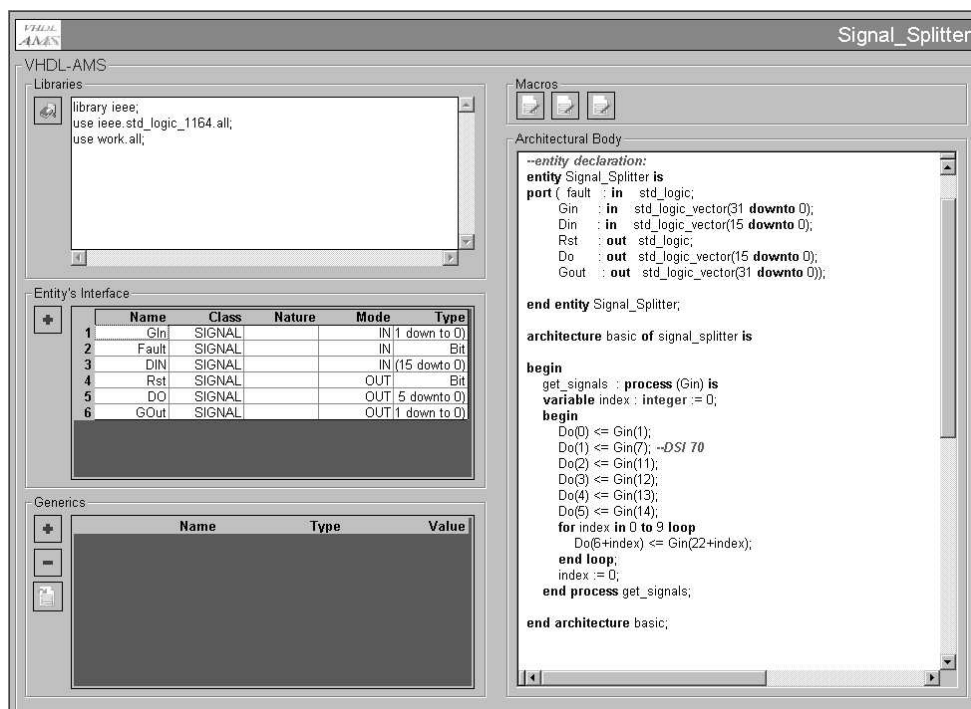 VHDL
AMS
Signal_Splitter
VHDL-AMS
Libraries
library ieee;
use ieee.std_logic_1164.all;
use work.all;
Entity's Interface
Name Class Nature Mode Type
1 GIn SIGNAL IN 1 down to 0)
2 Fault SIGNAL IN Bit
3 DIN SIGNAL IN (15 dowto 0)
4 Rst SIGNAL OUT Bit
5 DO SIGNAL OUT 5 downto 0)
6 GOut SIGNAL OUT 1 down to 0)
Generics
Name Type Value
Macros
Architectural Body
--entity declaration:
entity Signal_Splitter is
port ( fault : in std_logic;
Gin : in std_logic_vector(31 downto 0);
Din : in std_logic_vector(15 downto 0);
Rst : out std_logic;
Do : out std_logic_vector(15 downto 0);
Gout : out std_logic_vector(31 downto 0));
end entity Signal_Splitter;
architecture basic of signal_splitter is
begin
get_signals : process (Gin) is
variable index : integer := 0;
begin
Do(0) <= Gin(1);
Do(1) <= Gin(7); --DSI 70
Do(2) <= Gin(11);
Do(3) <= Gin(12);
Do(4) <= Gin(13);
Do(5) <= Gin(14);
for index in 0 to 9 loop
Do(6+index) <= Gin(22+index);
end loop;
index := 0;
end process get_signals;
end architecture basic;